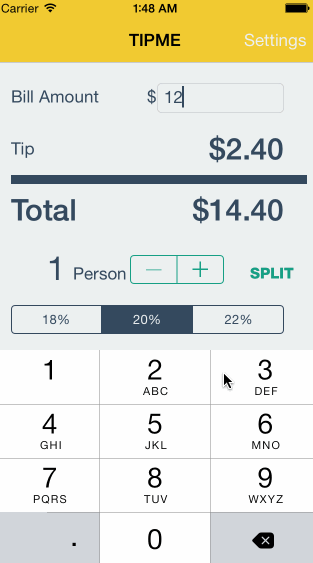 Carrier 1:48 AM
TIPME Settings
Bill Amount $ 12
Tip $2.40
Total $14.40
1 Person − + SPLIT
18% 20% 22%
1 2 3
ABC DEF
4 5 6
GHI JKL MNO
7 8 9
PQRS TUV WXYZ
. 0